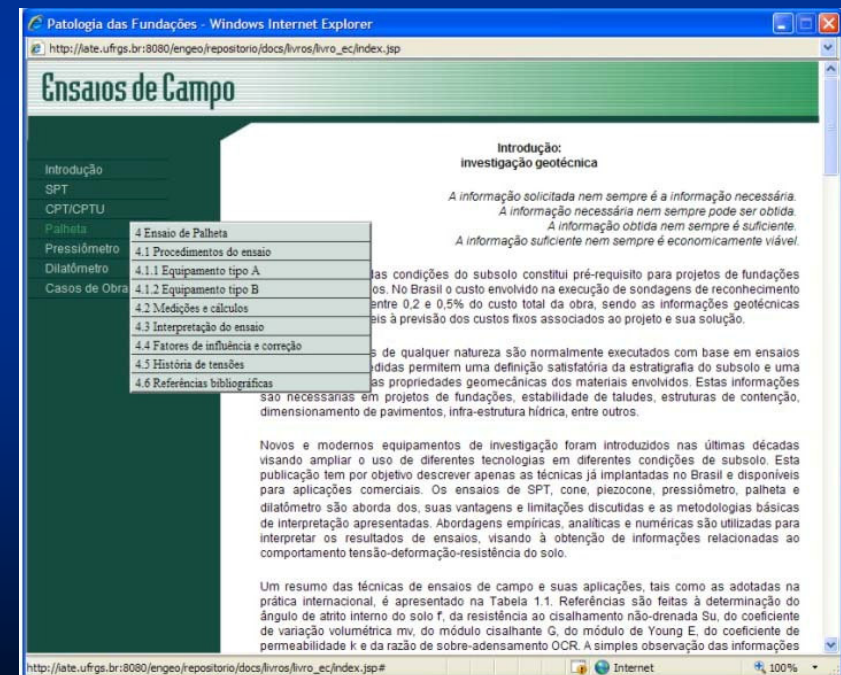 Patologia das Fundações - Windows Internet Explorer
http://iate.ufrgs.br:8080/engeo/repositorio/docs/livros/livro_ec/index.jsp
Ensaios de Campo
Introdução
SPT
CPT/CPTU
Palheta
Pressiômetro
Dilatômetro
Casos de Obra
4 Ensaio de Palheta
4.1 Procedimentos do ensaio
4.1.1 Equipamento tipo A
4.1.2 Equipamento tipo B
4.2 Medições e cálculos
4.3 Interpretação do ensaio
4.4 Fatores de influência e correção
4.5 História de tensões
4.6 Referências bibliográficas
Introdução:
investigação geotécnica
A informação solicitada nem sempre é a informação necessária.
A informação necessária nem sempre pode ser obtida.
A informação obtida nem sempre é suficiente.
A informação suficiente nem sempre é economicamente viável.
das condições do subsolo constitui pré-requisito para projetos de fundações
os. No Brasil o custo envolvido na execução de sondagens de reconhecimento
entre 0,2 e 0,5% do custo total da obra, sendo as informações geotécnicas
eis à previsão dos custos fixos associados ao projeto e sua solução.
s de qualquer natureza são normalmente executados com base em ensaios
edidas permitem uma definição satisfatória da estratigrafia do subsolo e uma
as propriedades geomecânicas dos materiais envolvidos. Estas informações
são necessárias em projetos de fundações, estabilidade de taludes, estruturas de contenção,
dimensionamento de pavimentos, infra-estrutura hídrica, entre outros.
Novos e modernos equipamentos de investigação foram introduzidos nas últimas décadas
visando ampliar o uso de diferentes tecnologias em diferentes condições de subsolo. Esta
publicação tem por objetivo descrever apenas as técnicas já implantadas no Brasil e disponíveis
para aplicações comerciais. Os ensaios de SPT, cone, piezocone, pressiômetro, palheta e
dilatômetro são aborda dos, suas vantagens e limitações discutidas e as metodologias básicas
de interpretação apresentadas. Abordagens empíricas, analíticas e numéricas são utilizadas para
interpretar os resultados de ensaios, visando à obtenção de informações relacionadas ao
comportamento tensão-deformação-resistência do solo.
Um resumo das técnicas de ensaios de campo e suas aplicações, tais como as adotadas na
prática internacional, é apresentado na Tabela 1.1. Referências são feitas à determinação do
ângulo de atrito interno do solo f', da resistência ao cisalhamento não-drenada Su, do coeficiente
de variação volumétrica mv, do módulo cisalhante G, do módulo de Young E, do coeficiente de
permeabilidade k e da razão de sobre-adensamento OCR. A simples observação das informações
http://iate.ufrgs.br:8080/engeo/repositorio/docs/livros/livro_ec/index.jsp#
Internet
100%